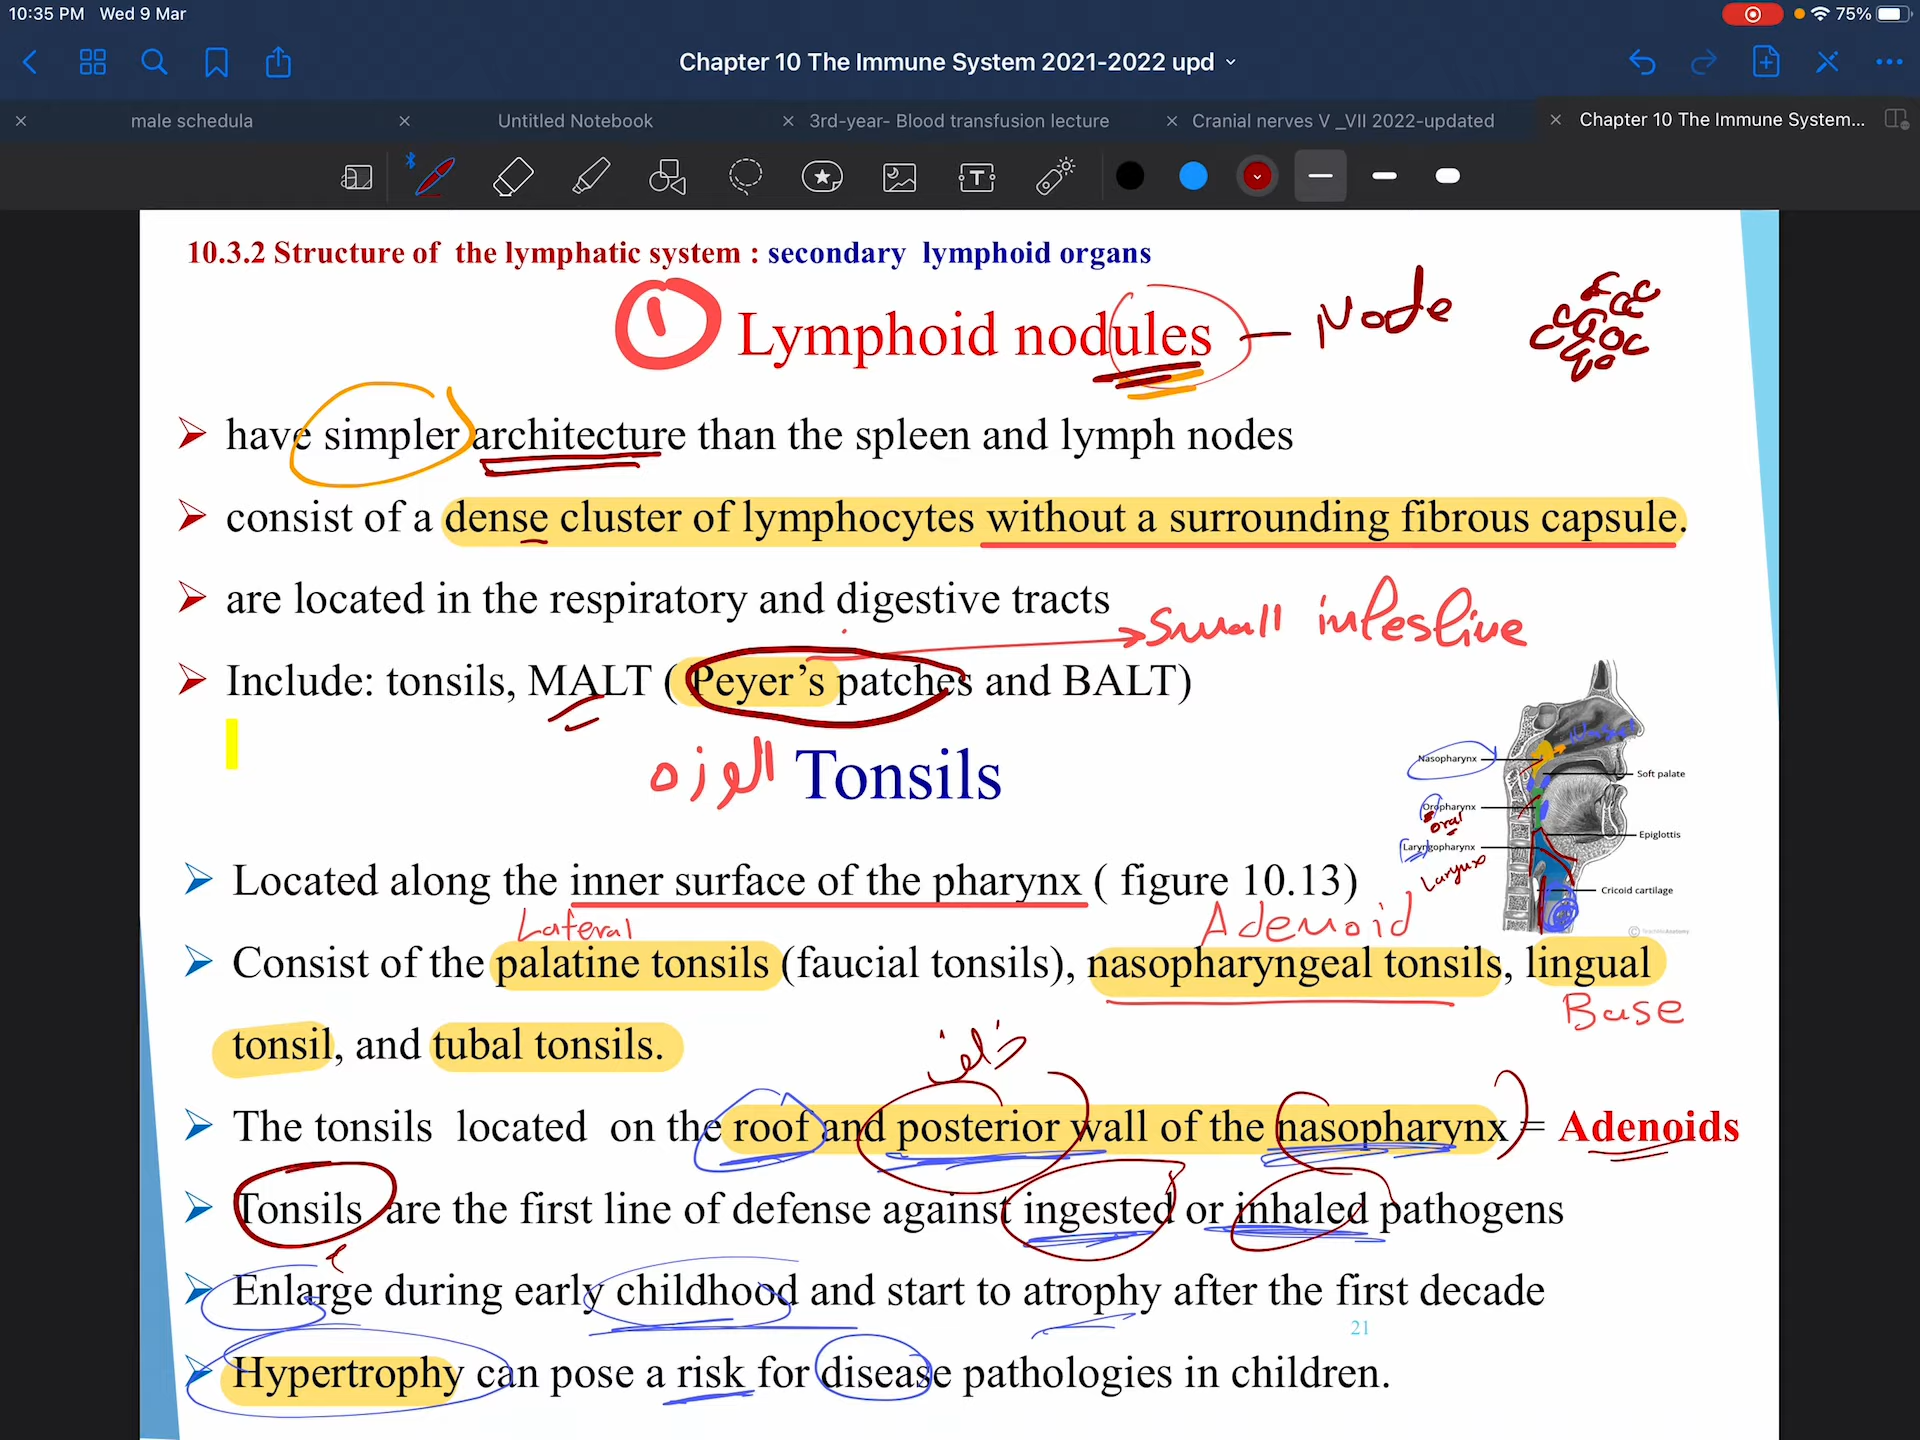 10:35 PM Wed 9 Mar
75%
Chapter 10 The Immune System 2021-2022 upd
male schedula
Untitled Notebook
3rd-year- Blood transfusion lecture
Cranial nerves V _VII 2022-updated
Chapter 10 The Immune System...
10.3.2 Structure of the lymphatic system : secondary lymphoid organs
1 Lymphoid nodules – Node
have simpler architecture than the spleen and lymph nodes
consist of a dense cluster of lymphocytes without a surrounding fibrous capsule.
are located in the respiratory and digestive tracts
small intestine
Include: tonsils, MALT ( Peyer's patches and BALT)
الوزه Tonsils
Nasal
Nasopharynx
Soft palate
Oropharynx
oral
Epiglottis
Laryngopharynx
Larynx
Cricoid cartilage
Located along the inner surface of the pharynx ( figure 10.13)
Lateral
Adenoid
Consist of the palatine tonsils (faucial tonsils), nasopharyngeal tonsils, lingual
Base
tonsil, and tubal tonsils.
The tonsils located on the roof and posterior wall of the nasopharynx = Adenoids
Tonsils are the first line of defense against ingested or inhaled pathogens
Enlarge during early childhood and start to atrophy after the first decade
21
Hypertrophy can pose a risk for disease pathologies in children.